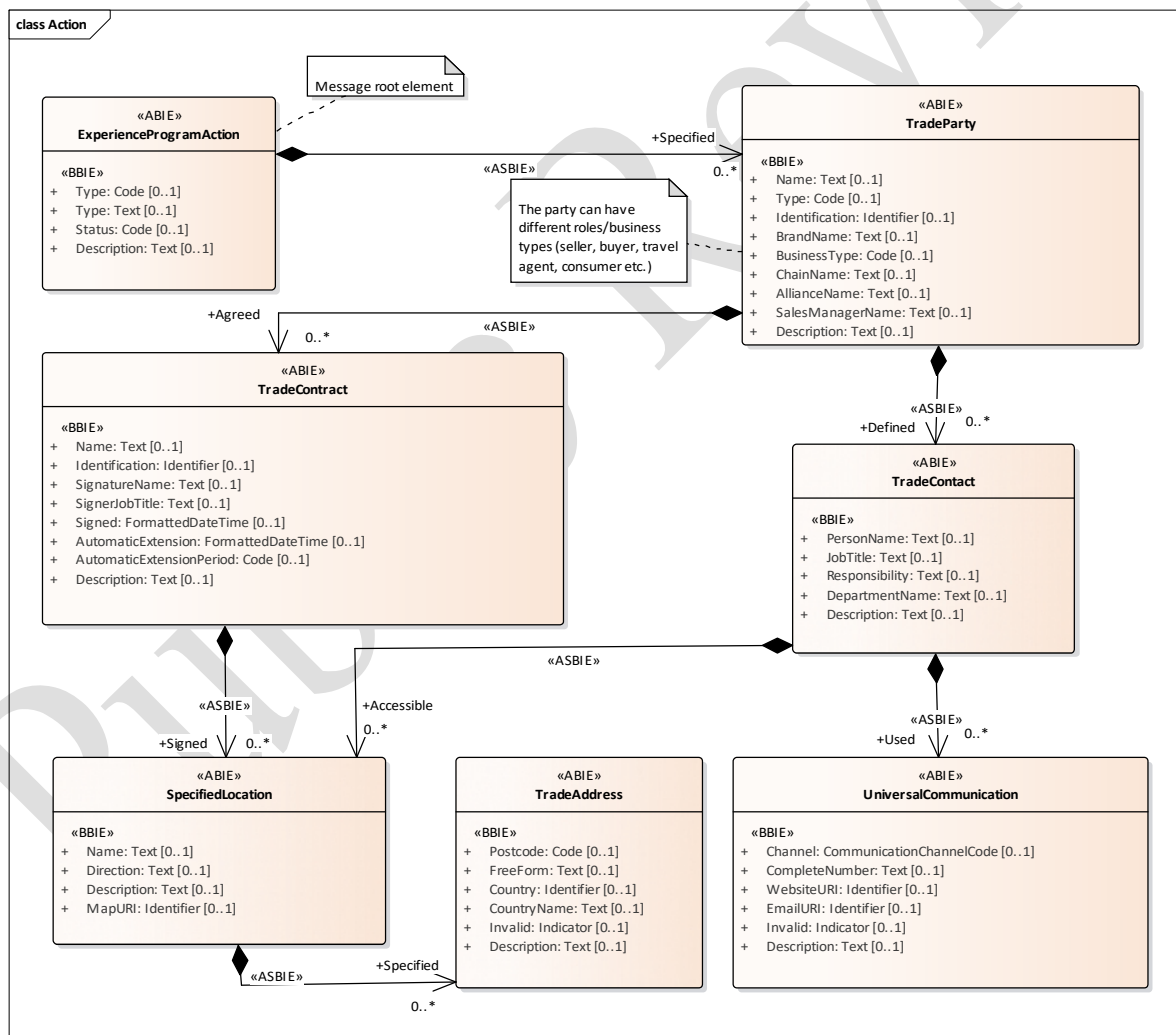 class Action
Message root element
«ABIE»
ExperienceProgramAction
«BBIE»
+ Type: Code [0..1]
+ Type: Text [0..1]
+ Status: Code [0..1]
+ Description: Text [0..1]
+Specified
«ASBIE»
0..*
«ABIE»
TradeParty
«BBIE»
+ Name: Text [0..1]
+ Type: Code [0..1]
+ Identification: Identifier [0..1]
+ BrandName: Text [0..1]
+ BusinessType: Code [0..1]
+ ChainName: Text [0..1]
+ AllianceName: Text [0..1]
+ SalesManagerName: Text [0..1]
+ Description: Text [0..1]
The party can have
different roles/business
types (seller, buyer, travel
agent, consumer etc.)
+Agreed
«ASBIE»
0..*
«ABIE»
TradeContract
«BBIE»
+ Name: Text [0..1]
+ Identification: Identifier [0..1]
+ SignatureName: Text [0..1]
+ SignerJobTitle: Text [0..1]
+ Signed: FormattedDateTime [0..1]
+ AutomaticExtension: FormattedDateTime [0..1]
+ AutomaticExtensionPeriod: Code [0..1]
+ Description: Text [0..1]
«ASBIE»
+Defined
0..*
«ABIE»
TradeContact
«BBIE»
+ PersonName: Text [0..1]
+ JobTitle: Text [0..1]
+ Responsibility: Text [0..1]
+ DepartmentName: Text [0..1]
+ Description: Text [0..1]
«ASBIE»
+Accessible
0..*
«ASBIE»
+Signed
0..*
«ASBIE»
+Used
0..*
«ABIE»
SpecifiedLocation
«BBIE»
+ Name: Text [0..1]
+ Direction: Text [0..1]
+ Description: Text [0..1]
+ MapURI: Identifier [0..1]
«ABIE»
TradeAddress
«BBIE»
+ Postcode: Code [0..1]
+ FreeForm: Text [0..1]
+ Country: Identifier [0..1]
+ CountryName: Text [0..1]
+ Invalid: Indicator [0..1]
+ Description: Text [0..1]
«ABIE»
UniversalCommunication
«BBIE»
+ Channel: CommunicationChannelCode [0..1]
+ CompleteNumber: Text [0..1]
+ WebsiteURI: Identifier [0..1]
+ EmailURI: Identifier [0..1]
+ Invalid: Indicator [0..1]
+ Description: Text [0..1]
«ASBIE»
+Specified
0..*